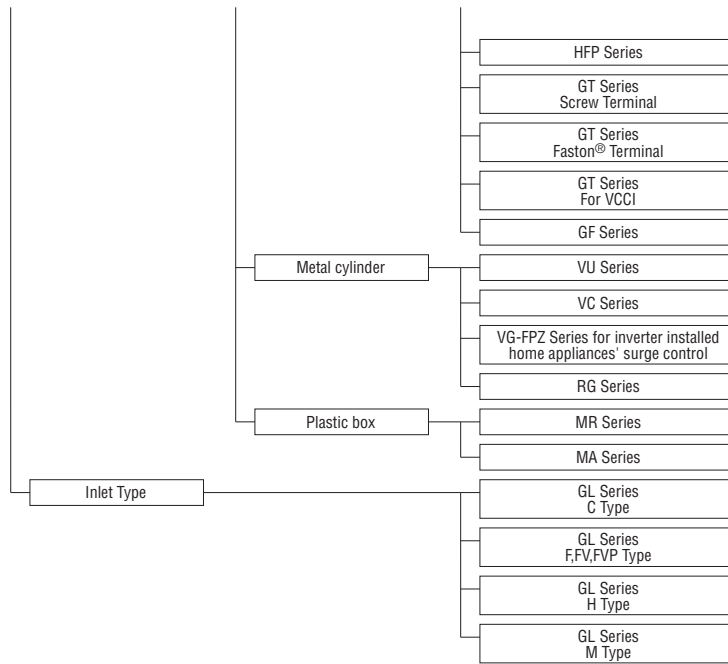 HFP Series
GT Series
Screw Terminal
GT Series
Faston® Terminal
GT Series
For VCCI
GF Series
Metal cylinder
VU Series
VC Series
VG-FPZ Series for inverter installed
home appliances' surge control
RG Series
Plastic box
MR Series
MA Series
Inlet Type
GL Series
C Type
GL Series
F,FV,FVP Type
GL Series
H Type
GL Series
M Type